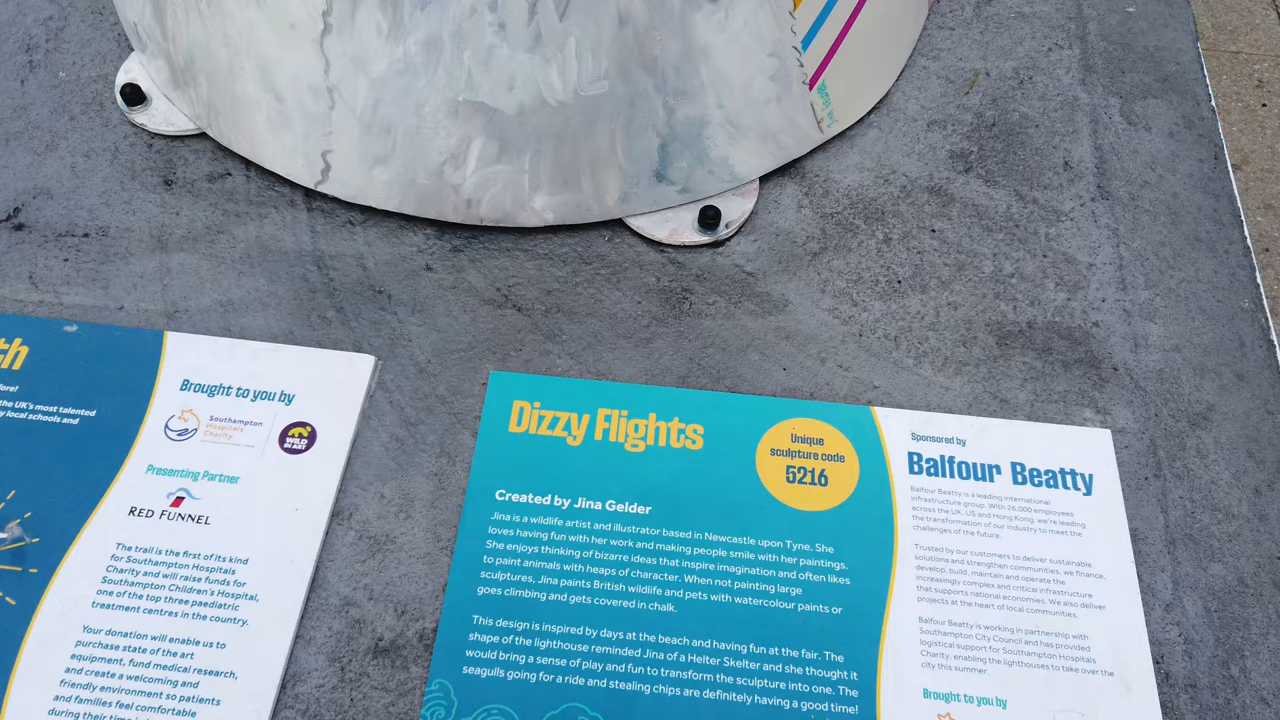 th
fore!
the UK's most talented
y local schools and
Brought to you by
Southampton
Hospitals
Charity
WILD
IN ART
Presenting Partner
RED FUNNEL
The trail is the first of its kind
for Southampton Hospitals
Charity and will raise funds for
Southampton Children's Hospital,
one of the top three paediatric
treatment centres in the country.
Your donation will enable us to
purchase state of the art
equipment, fund medical research,
and create a welcoming and
friendly environment so patients
and families feel comfortable
during their time
Dizzy Flights
Unique
sculpture code
5216
Created by Jina Gelder
Jina is a wildlife artist and illustrator based in Newcastle upon Tyne. She
loves having fun with her work and making people smile with her paintings.
She enjoys thinking of bizarre ideas that inspire imagination and often likes
to paint animals with heaps of character. When not painting large
sculptures, Jina paints British wildlife and pets with watercolour paints or
goes climbing and gets covered in chalk.
This design is inspired by days at the beach and having fun at the fair. The
shape of the lighthouse reminded Jina of a Helter Skelter and she thought it
would bring a sense of play and fun to transform the sculpture into one. The
seagulls going for a ride and stealing chips are definitely having a good time!
Sponsored by
Balfour Beatty
Balfour Beatty is a leading international
infrastructure group. With 26,000 employees
across the UK, US and Hong Kong, we're leading
the transformation of our industry to meet the
challenges of the future.
Trusted by our customers to deliver sustainable
solutions and strengthen communities, we finance,
develop, build, maintain and operate the
increasingly complex and critical infrastructure
that supports national economies. We also deliver
projects at the heart of local communities.
Balfour Beatty is working in partnership with
Southampton City Council and has provided
logistical support for Southampton Hospitals
Charity, enabling the lighthouses to take over the
city this summer.
Brought to you by